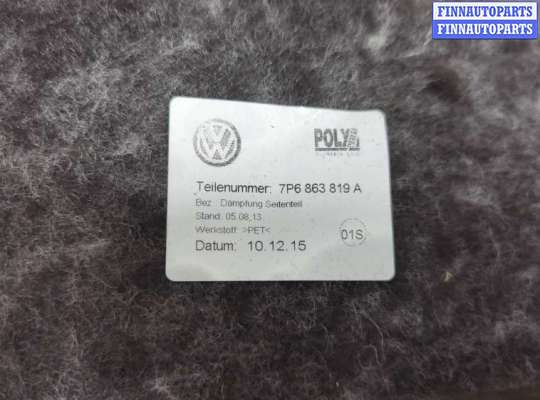 FINNAUTOPARTS
FINNAUTOPARTS
POLY
Teilenummer: 7P6 863 819 A
Bez.: Dämpfung Seitenteil
Stand: 05.08.13
Werkstoff: >PET<
Datum: 10.12.15
01S